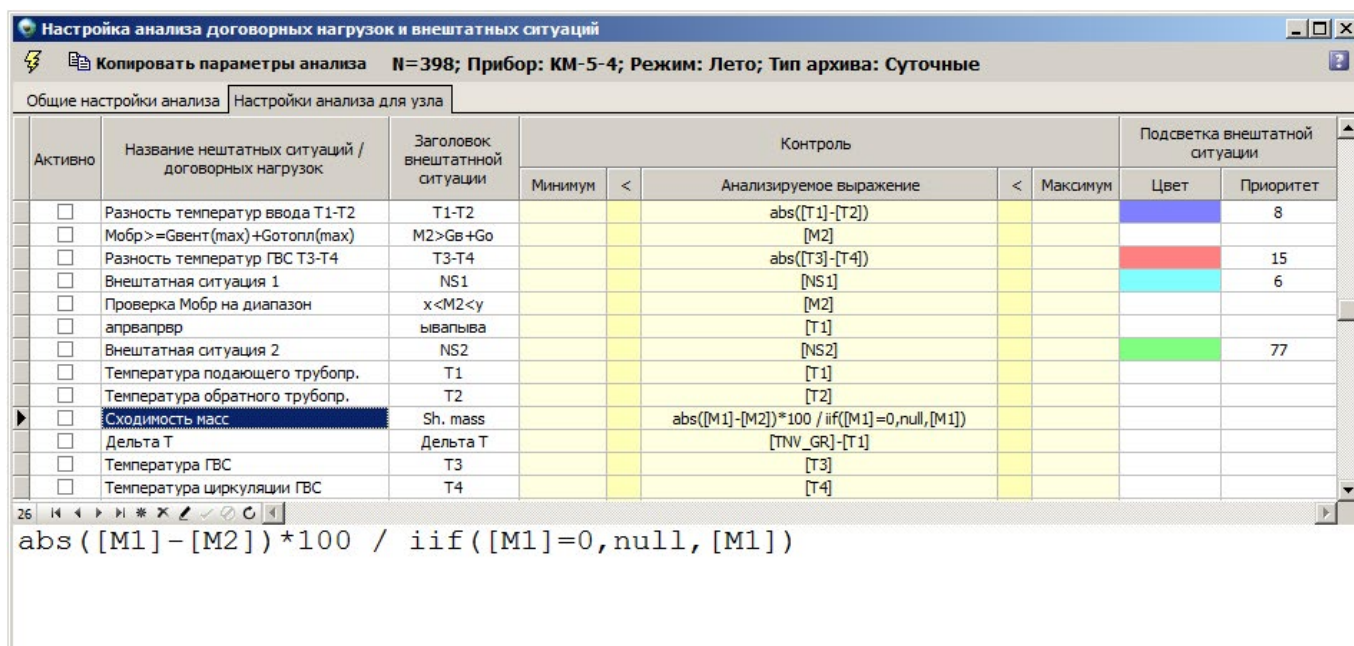 Настройка анализа договорных нагрузок и внештатных ситуаций
Копировать параметры анализа N=398; Прибор: КМ-5-4; Режим: Лето; Тип архива: Суточные
Общие настройки анализа Настройки анализа для узла
Активно Название нештатных ситуаций / договорных нагрузок Заголовок внештатнной ситуации Контроль Подсветка внештатной ситуации
Минимум < Анализируемое выражение < Максимум Цвет Приоритет
Разность температур ввода Т1-Т2 Т1-Т2 abs([T1]-[T2]) 8
Мобр>=Gвент(max)+Gотопл(max) M2>Gв+Gо [M2]
Разность температур ГВС Т3-Т4 Т3-Т4 abs([T3]-[T4]) 15
Внештатная ситуация 1 NS1 [NS1] 6
Проверка Мобр на диапазон x<M2<y [M2]
апрвапрвр ывапыва [T1]
Внештатная ситуация 2 NS2 [NS2] 77
Температура подающего трубопр. T1 [T1]
Температура обратного трубопр. T2 [T2]
Сходимость масс Sh. mass abs([M1]-[M2])*100 / iif([M1]=0,null,[M1])
Дельта Т Дельта Т [TNV_GR]-[T1]
Температура ГВС T3 [T3]
Температура циркуляции ГВС T4 [T4]
26
abs([M1]-[M2])*100 / iif([M1]=0,null,[M1])